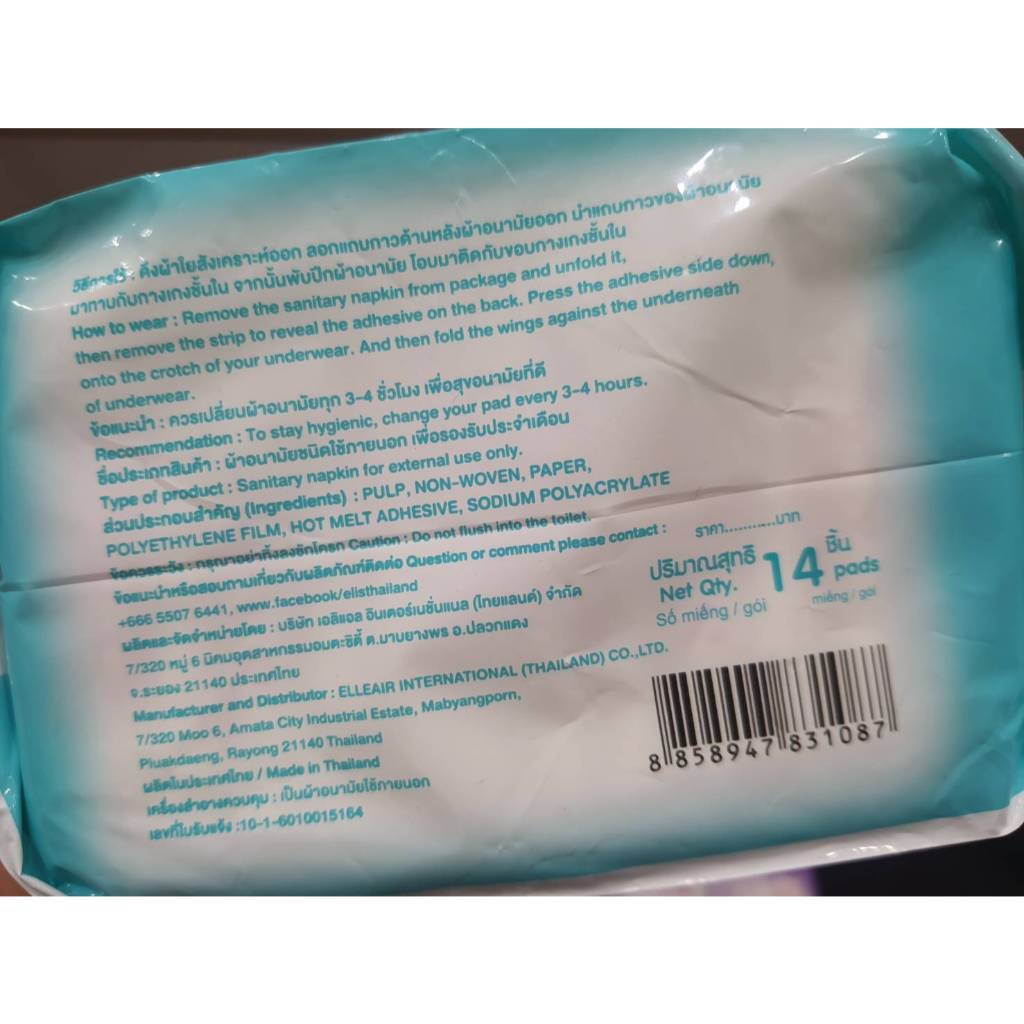 วิธีการใช้ : ดึงผ้าใยสังเคราะห์ออก ลอกแถบกาวด้านหลังผ้าอนามัยออก นำแถบกาวของผ้าอนามัย
มาทาบกับกางเกงชั้นใน จากนั้นพับปีกผ้าอนามัย โอบมาติดกับขอบกางเกงชั้นใน
How to wear : Remove the sanitary napkin from package and unfold it,
then remove the strip to reveal the adhesive on the back. Press the adhesive side down,
onto the crotch of your underwear. And then fold the wings against the underneath
of underwear.
ข้อแนะนำ : ควรเปลี่ยนผ้าอนามัยทุก 3-4 ชั่วโมง เพื่อสุขอนามัยที่ดี
Recommendation : To stay hygienic, change your pad every 3-4 hours.
ชื่อประเภทสินค้า : ผ้าอนามัยชนิดใช้ภายนอก เพื่อรองรับประจำเดือน
Type of product : Sanitary napkin for external use only.
ส่วนประกอบสำคัญ (Ingredients) : PULP, NON-WOVEN, PAPER,
POLYETHYLENE FILM, HOT MELT ADHESIVE, SODIUM POLYACRYLATE
ข้อควรระวัง : กรุณาอย่าทิ้งลงชักโครก Caution : Do not flush into the toilet.
ข้อแนะนำหรือสอบถามเกี่ยวกับผลิตภัณฑ์ติดต่อ Question or comment please contact :
+666 5507 6441, www.facebook/elisthailand
ผลิตและจัดจำหน่ายโดย : บริษัท เอลิแอล อินเตอร์เนชั่นแนล (ไทยแลนด์) จำกัด
7/320 หมู่ 6 นิคมอุตสาหกรรมอมตะซิตี้ ต.มาบยางพร อ.ปลวกแดง
จ.ระยอง 21140 ประเทศไทย
Manufacturer and Distributor : ELLEAIR INTERNATIONAL (THAILAND) CO.,LTD.
7/320 Moo 6, Amata City Industrial Estate, Mabyangporn,
Pluakdaeng, Rayong 21140 Thailand
ผลิตในประเทศไทย / Made in Thailand
เครื่องสำอางควบคุม : เป็นผ้าอนามัยใช้ภายนอก
เลขที่ใบรับแจ้ง :10-1-6010015164
ราคา...........บาท
ปริมาณสุทธิ 14 ชิ้น
Net Qty. pads
Số miếng / gói miếng / gói
8 858947 831087